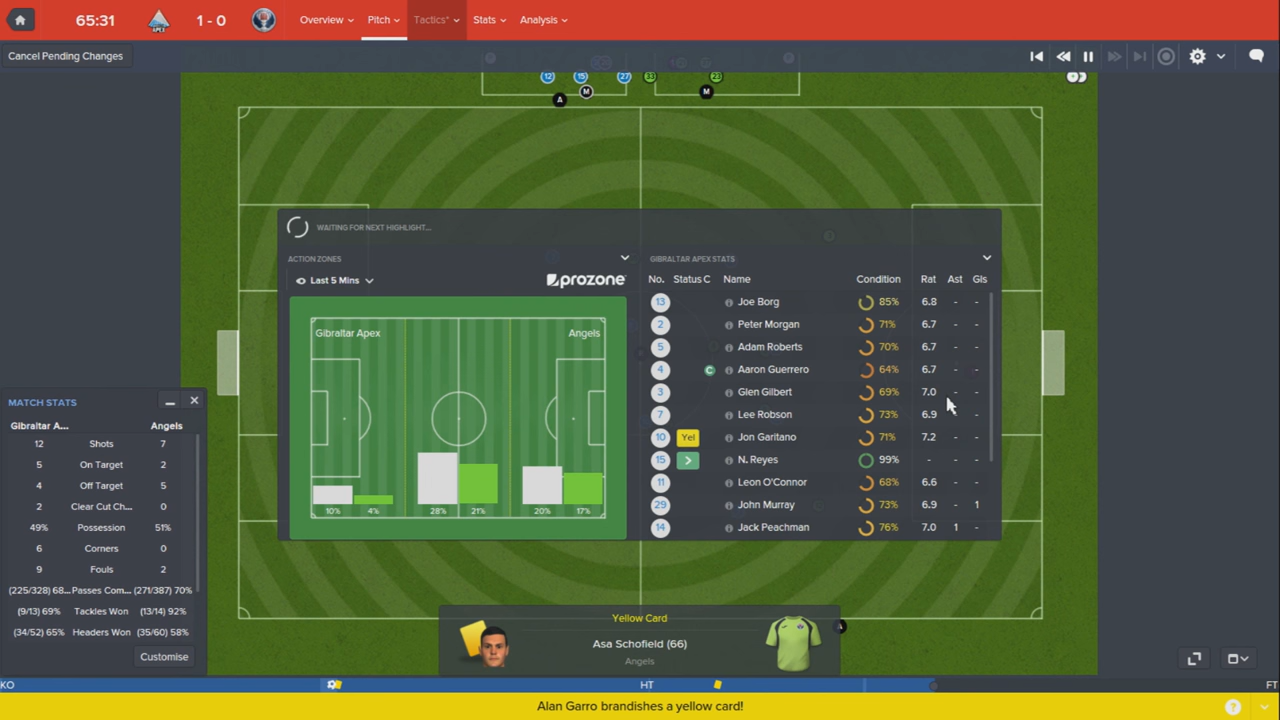 65:31
APEX
1 - 0
Overview
Pitch
Tactics*
Stats
Analysis
Cancel Pending Changes
12 15 27 33 23
A M M
WAITING FOR NEXT HIGHLIGHT...
ACTION ZONES
Last 5 Mins
prozone
Gibraltar Apex Angels
10% 4% 28% 21% 20% 17%
GIBRALTAR APEX STATS
No. Status C Name Condition Rat Ast Gls
13 Joe Borg 85% 6.8 - -
2 Peter Morgan 71% 6.7 - -
5 Adam Roberts 70% 6.7 - -
4 C Aaron Guerrero 64% 6.7 - -
3 Glen Gilbert 69% 7.0 - -
7 Lee Robson 73% 6.9 - -
10 Yel Jon Garitano 71% 7.2 - -
15 N. Reyes 99% - - -
11 Leon O'Connor 68% 6.6 - -
29 John Murray 73% 6.9 - 1
14 Jack Peachman 76% 7.0 1 -
MATCH STATS
Gibraltar A... Angels
12 Shots 7
5 On Target 2
4 Off Target 5
2 Clear Cut Ch... 0
49% Possession 51%
6 Corners 0
9 Fouls 2
(225/328) 68... Passes Com... (271/387) 70%
(9/13) 69% Tackles Won (13/14) 92%
(34/52) 65% Headers Won (35/60) 58%
Customise
Yellow Card
Asa Schofield (66)
Angels
A
KO HT FT
Alan Garro brandishes a yellow card!